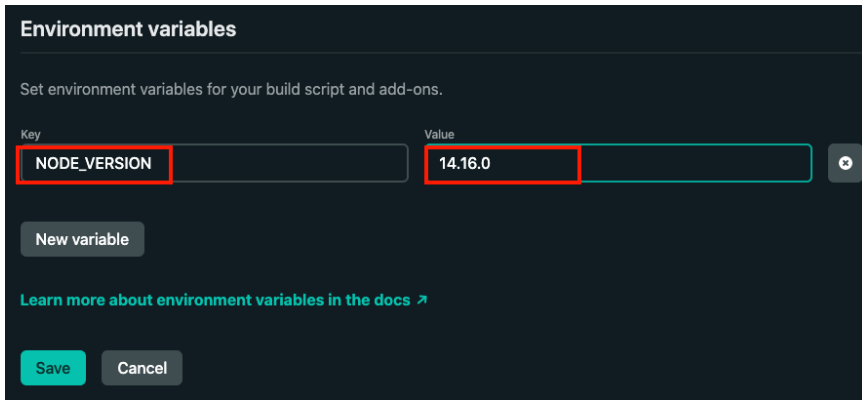 Environment variables
Set environment variables for your build script and add-ons.
Key Value
NODE_VERSION 14.16.0
New variable
Learn more about environment variables in the docs ↗
Save Cancel